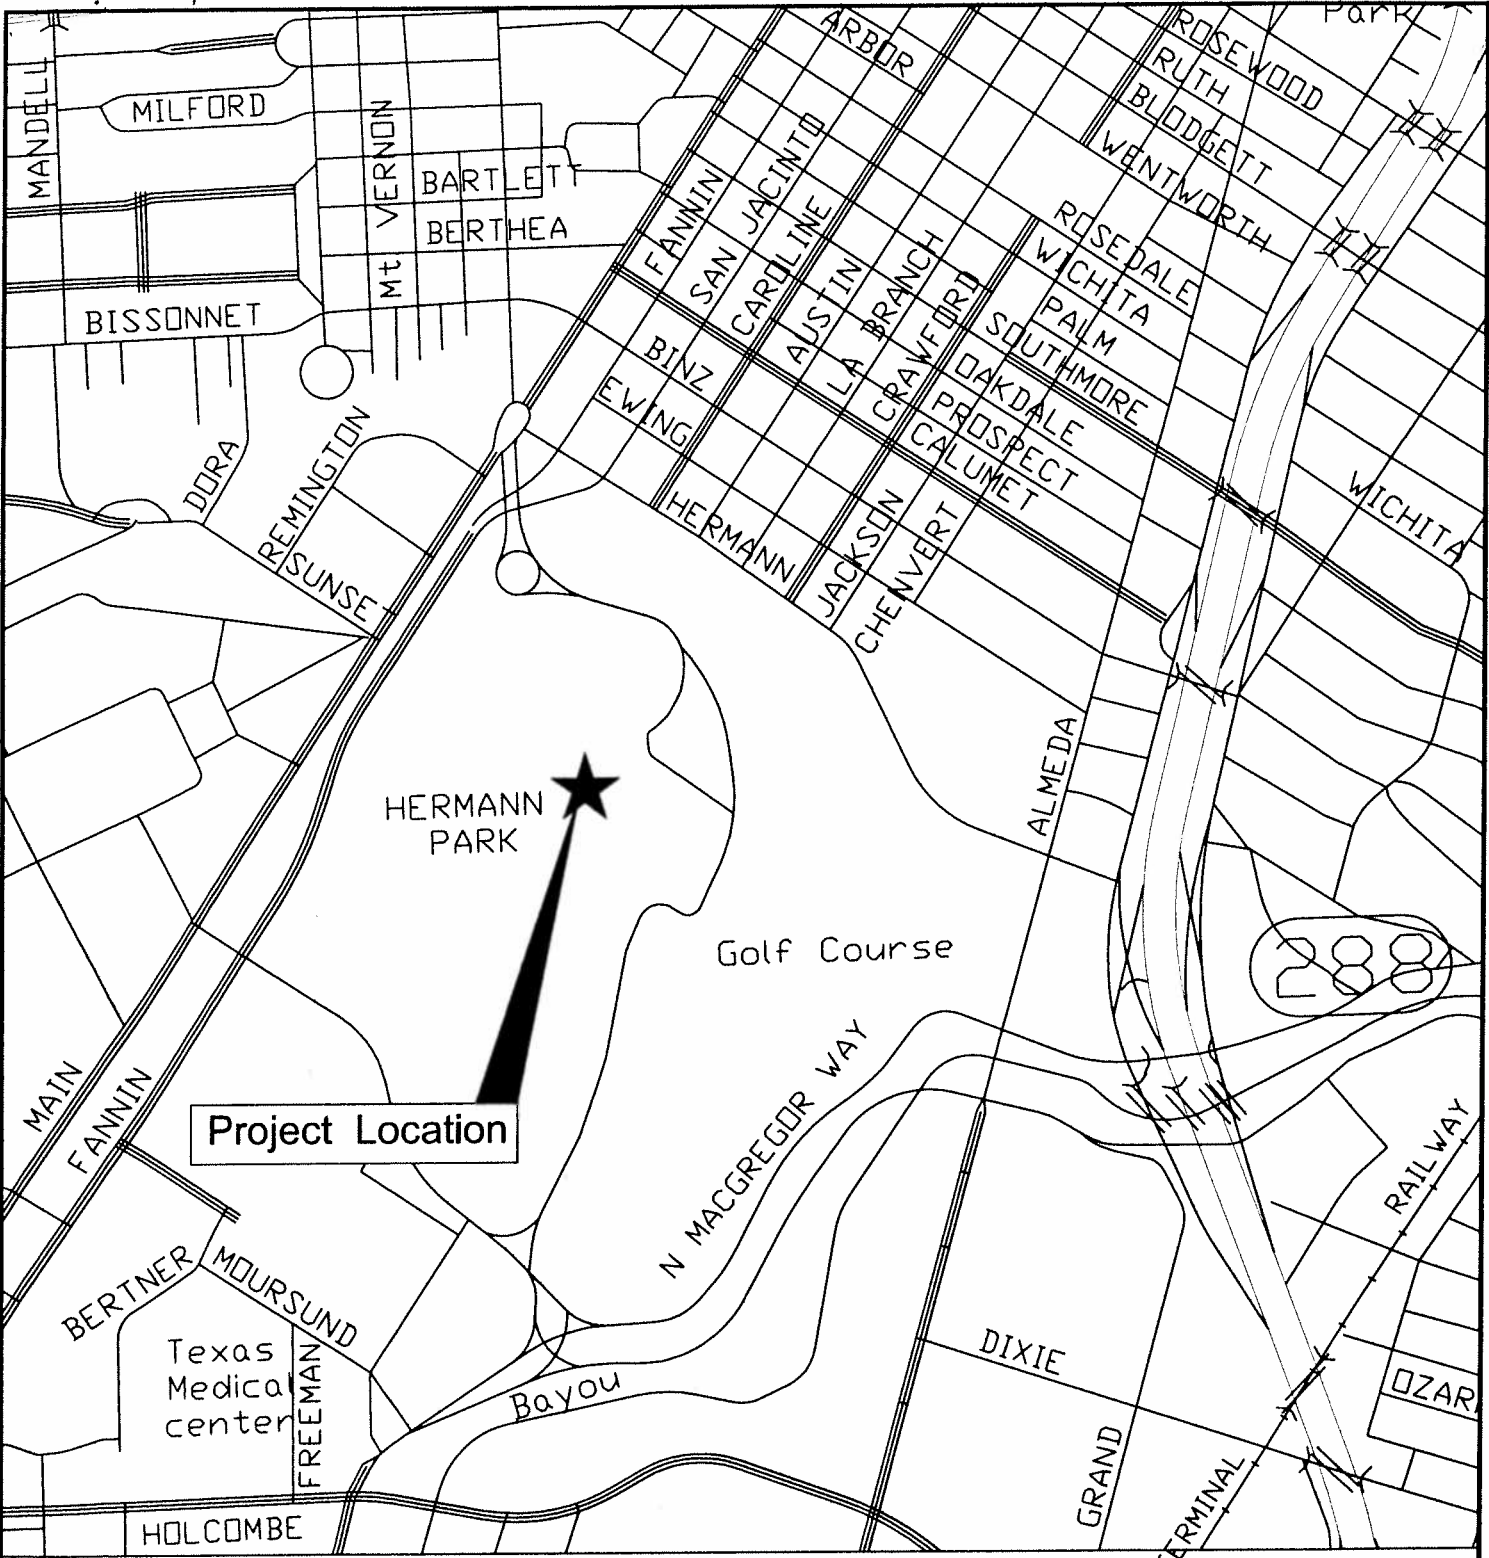 Park
ARBOR
ROSEWOOD
RUTH
BLODGETT
WENTWORTH
MANDELL
MILFORD
Mt VERNON
BARTLETT
BERTHEA
BISSONNET
FANNIN
SAN JACINTO
CAROLINE
AUSTIN
LA BRANCH
CRAWFORD
ROSEDALE
WICHITA
PALM
SOUTHMORE
OAKDALE
PROSPECT
CALUMET
BINZ
EWING
HERMANN
JACKSON
CHENVERT
WICHITA
DORA
REMINGTON
SUNSE
ALMEDA
HERMANN
PARK
Golf Course
288
MAIN
FANNIN
Project Location
N MACGREGOR WAY
RAILWAY
BERTNER
MOURSUND
Texas
Medical
center
FREEMAN
Bayou
DIXIE
OZAR
GRAND
TERMINAL
HOLCOMBE